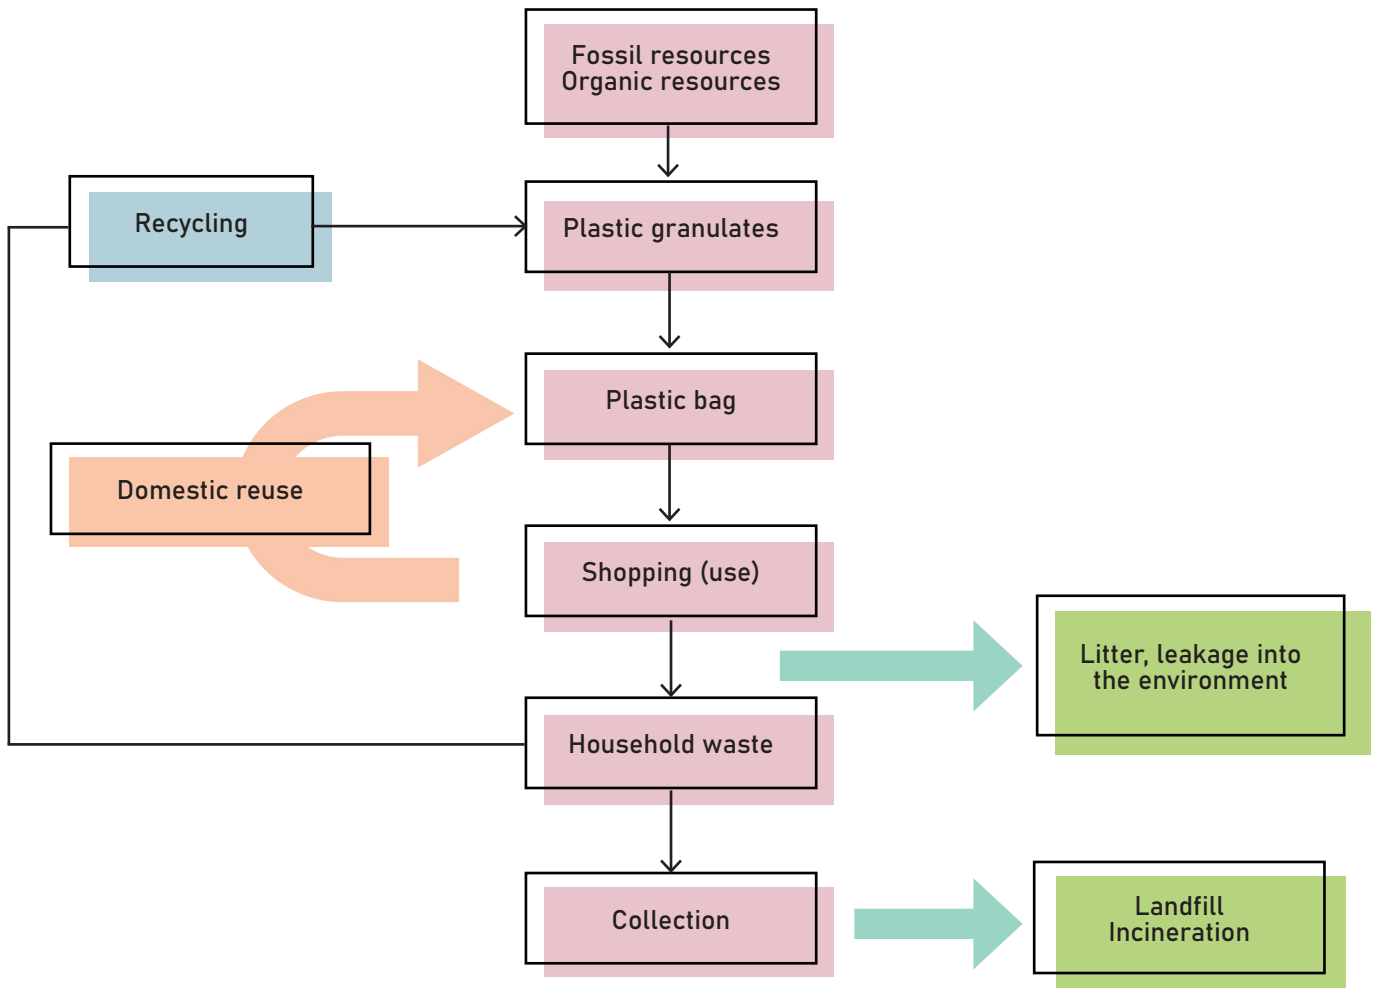 Fossil resources
Organic resources
Recycling
Plastic granulates
Plastic bag
Domestic reuse
Shopping (use)
Litter, leakage into
the environment
Household waste
Collection
Landfill
Incineration